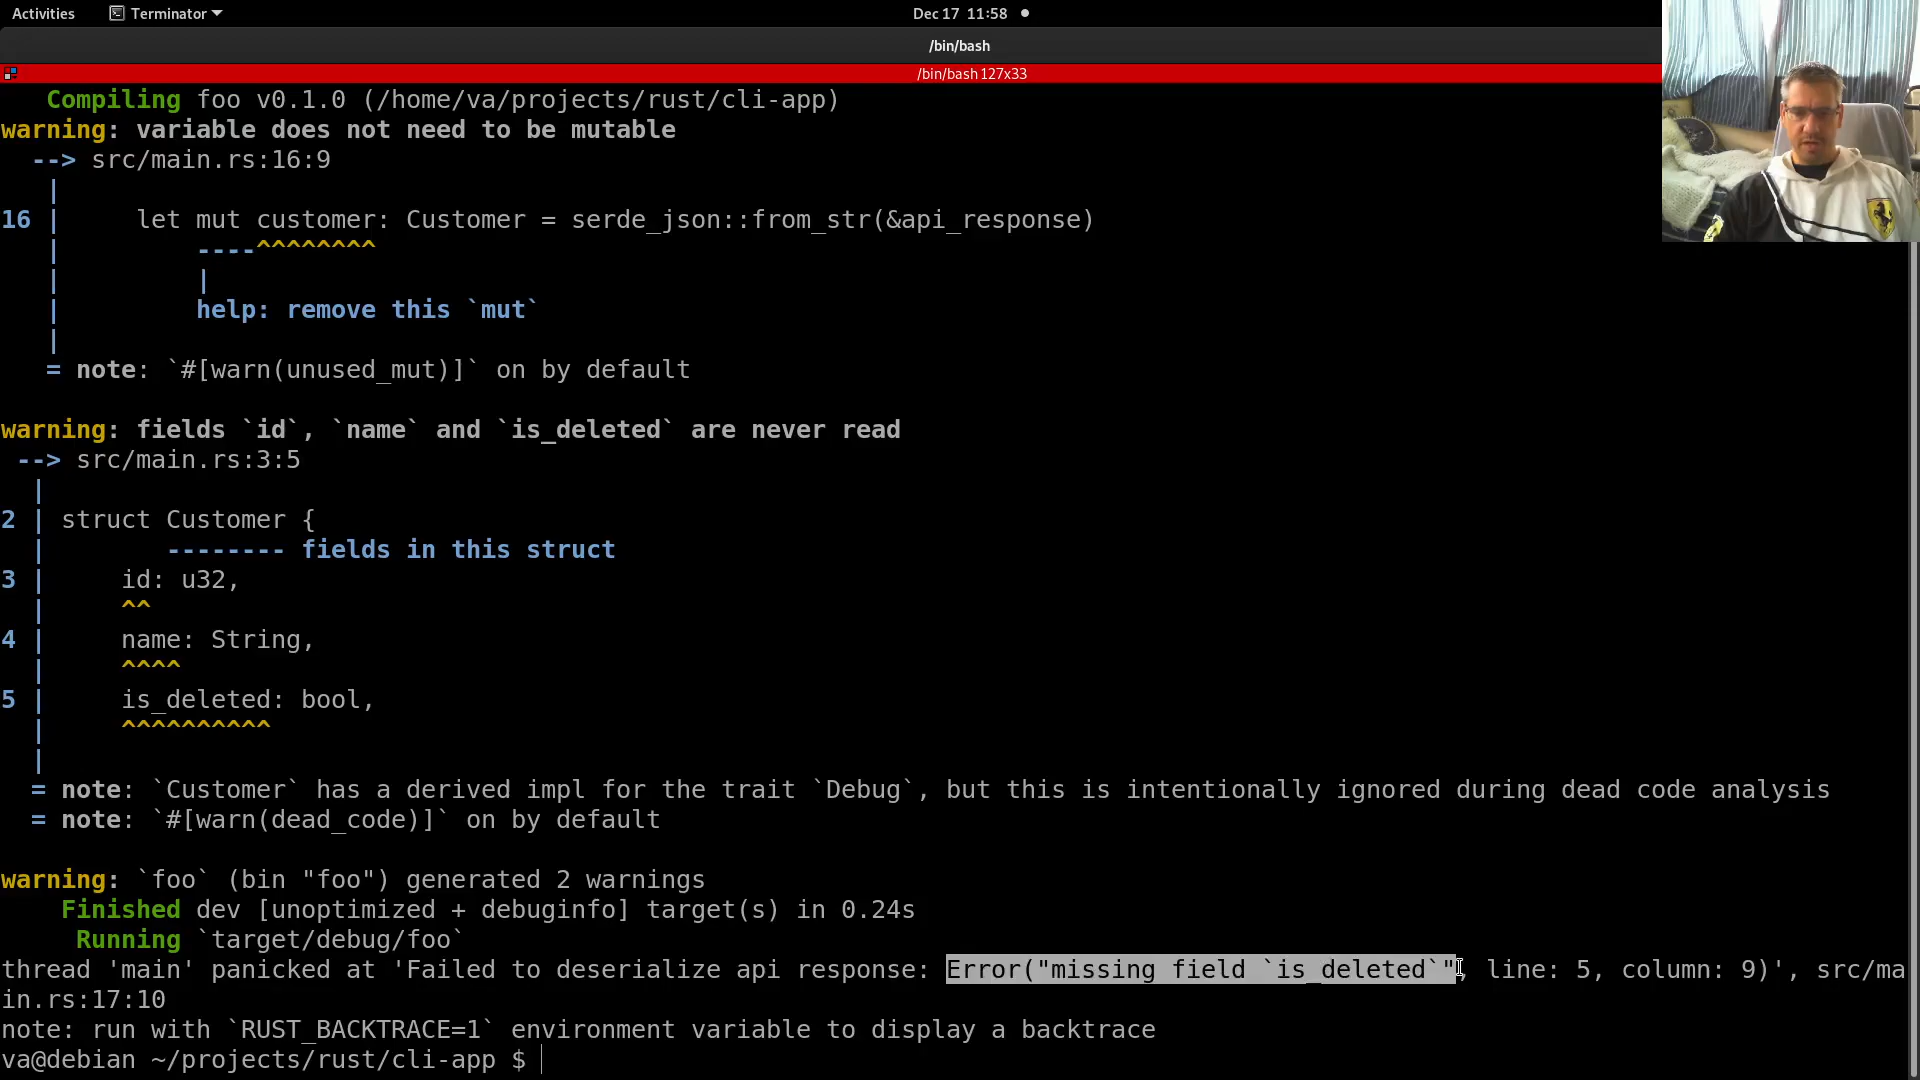 Activities Terminator Dec 17 11:58
/bin/bash
/bin/bash 127x33
Compiling foo v0.1.0 (/home/va/projects/rust/cli-app)
warning: variable does not need to be mutable
--> src/main.rs:16:9
|
16 | let mut customer: Customer = serde_json::from_str(&api_response)
| ----^^^^^^^^
| |
| help: remove this `mut`
|
= note: `#[warn(unused_mut)]` on by default
warning: fields `id`, `name` and `is_deleted` are never read
--> src/main.rs:3:5
|
2 | struct Customer {
| -------- fields in this struct
3 | id: u32,
| ^^
4 | name: String,
| ^^^^
5 | is_deleted: bool,
| ^^^^^^^^^^
|
= note: `Customer` has a derived impl for the trait `Debug`, but this is intentionally ignored during dead code analysis
= note: `#[warn(dead_code)]` on by default
warning: `foo` (bin "foo") generated 2 warnings
Finished dev [unoptimized + debuginfo] target(s) in 0.24s
Running `target/debug/foo`
thread 'main' panicked at 'Failed to deserialize api response: Error("missing field `is_deleted`", line: 5, column: 9)', src/ma
in.rs:17:10
note: run with `RUST_BACKTRACE=1` environment variable to display a backtrace
va@debian ~/projects/rust/cli-app $